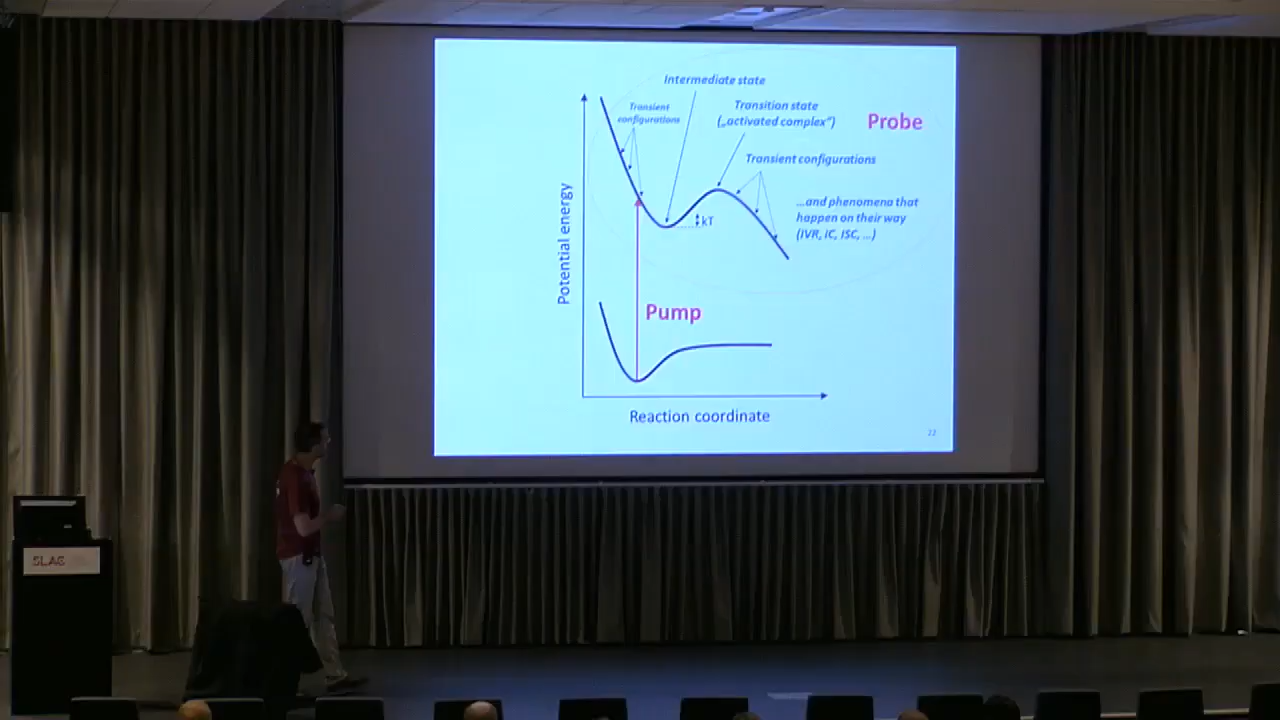 Intermediate state
Transient
configurations
Transition state
(„activated complex")
Probe
Transient configurations
...and phenomena that
happen on their way
(IVR, IC, ISC, ...)
kT
Potential energy
Pump
Reaction coordinate
22
SLAC